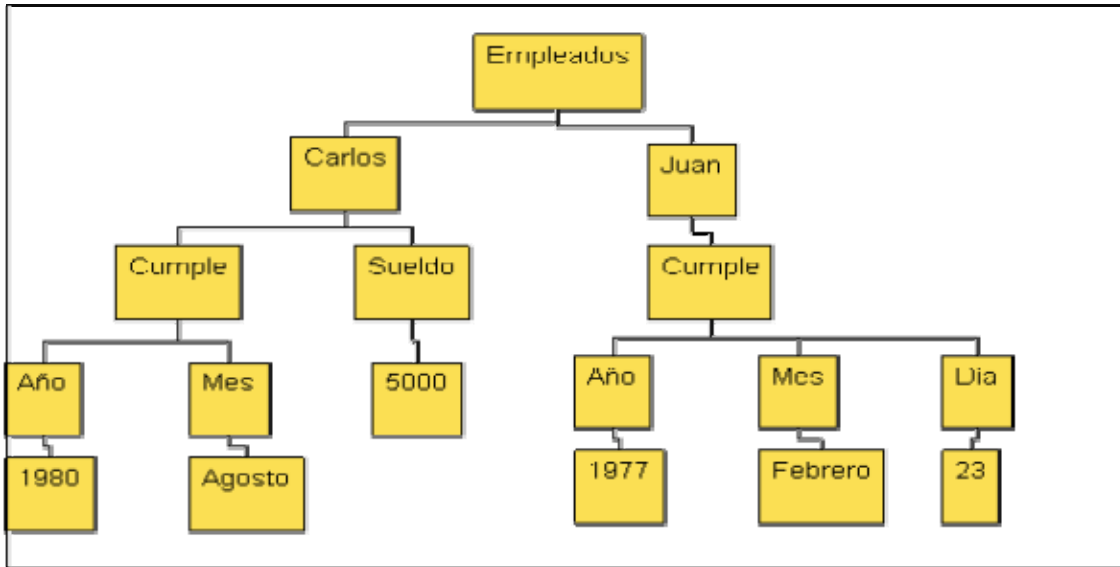 Empleados
Carlos
Juan
Cumple
Sueldo
Cumple
Año
Mes
5000
Año
Mes
Dia
1980
Agosto
1977
Febrero
23